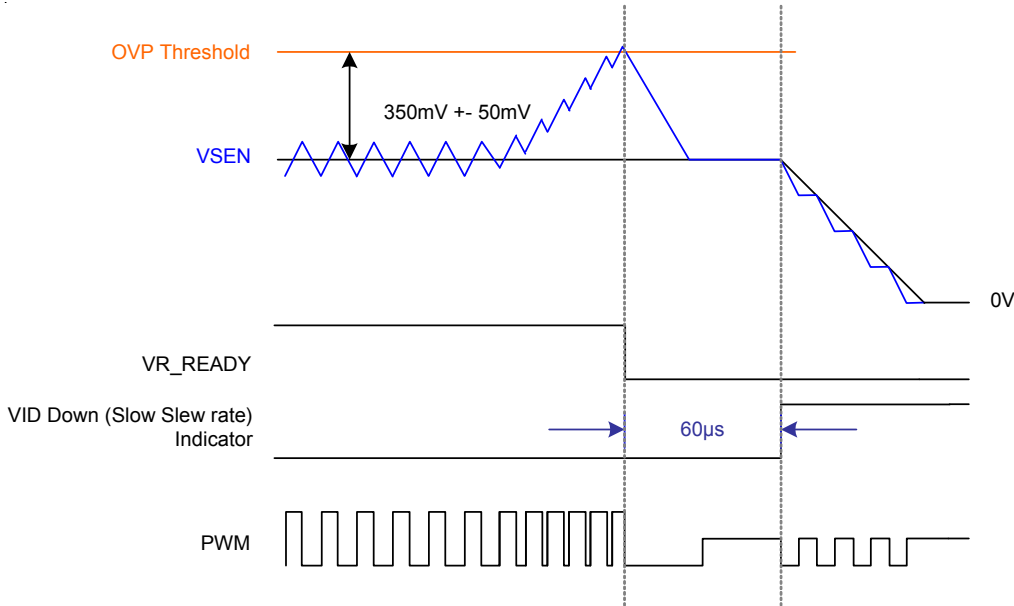 OVP Threshold
350mV +- 50mV
VSEN
0V
VR_READY
VID Down (Slow Slew rate)
Indicator
60µs
PWM